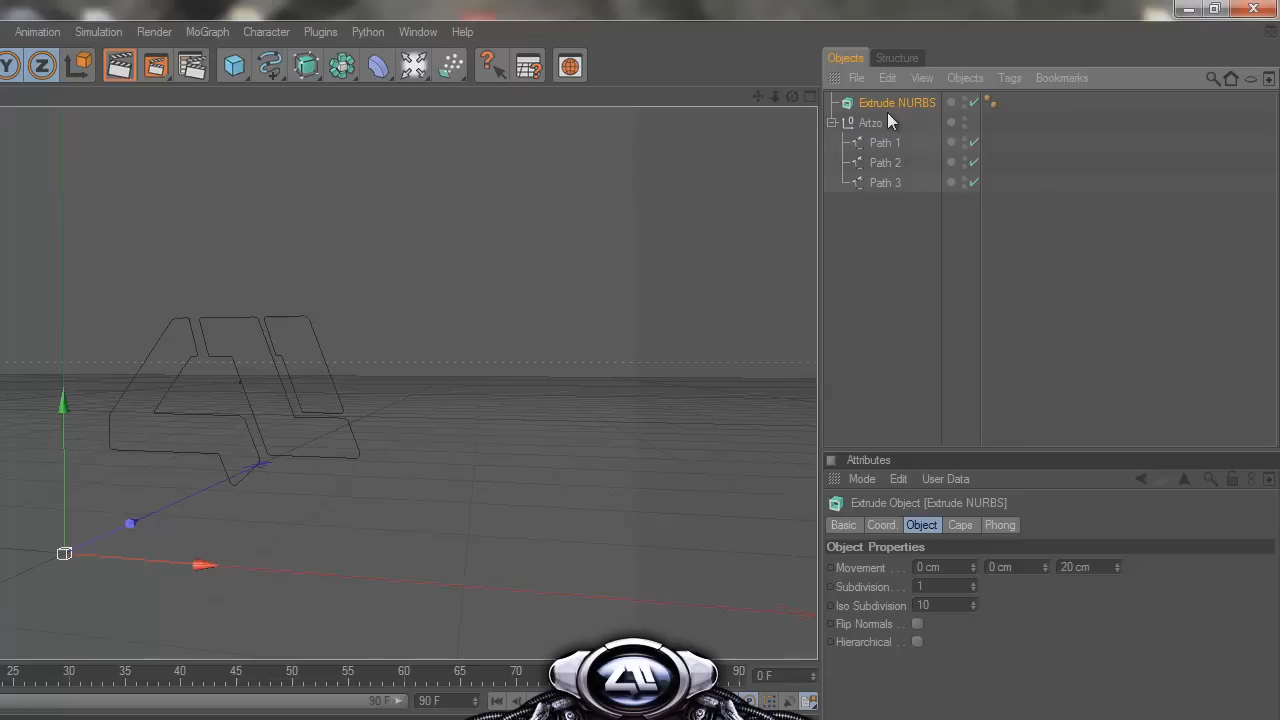 Animation Simulation Render MoGraph Character Plugins Python Window Help
Y Z
Objects Structure
File Edit View Objects Tags Bookmarks
Extrude NURBS
Artzo
Path 1
Path 2
Path 3
Attributes
Mode Edit User Data
Extrude Object [Extrude NURBS]
Basic Coord. Object Caps Phong
Object Properties
Movement . . . 0 cm 0 cm 20 cm
Subdivision. . . 1
Iso Subdivision 10
Flip Normals . .
Hierarchical . .
25 30 35 40 45 50 55 60 65 70 90 0 F
90 F 90 F